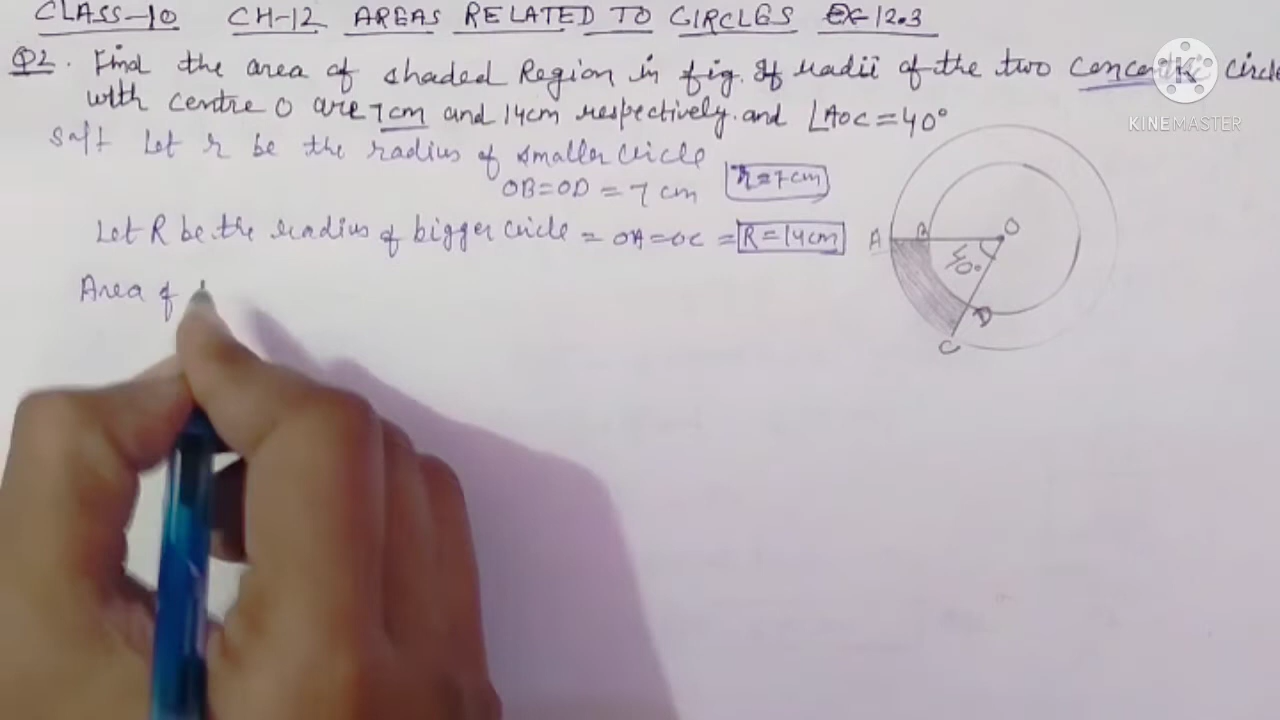 CLASS-10 CH-12 AREAS RELATED TO CIRCLES EX-12.3
Q2. Find the area of shaded Region in fig. If radii of the two concentric circle
with centre O are 7cm and 14cm respectively. and ∠AOC = 40°
Let r be the radius of smaller circle
OB=OD = 7 cm r=7cm
Let R be the radius of bigger circle = OA=OC = R=14cm
Area of
A B O
40°
D
C
K
KINEMASTER